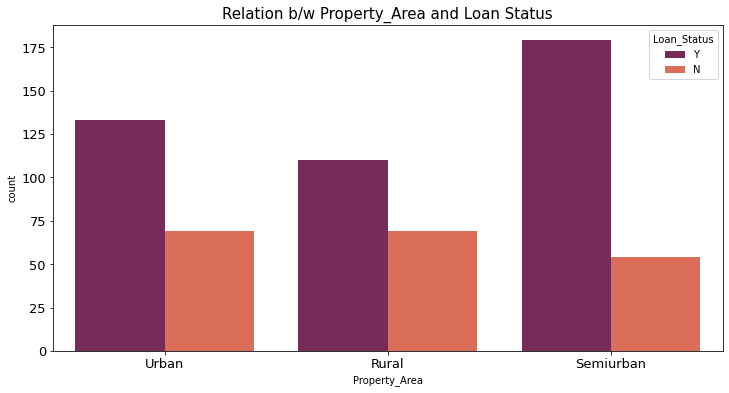 Relation b/w Property_Area and Loan Status
Loan_Status
Y
N
count
175
150
125
100
75
50
25
0
Urban
Rural
Semiurban
Property_Area